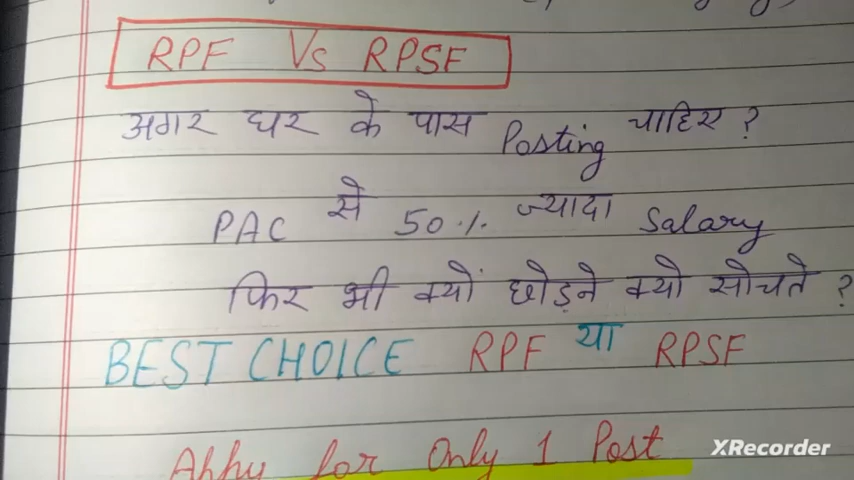 RPF Vs RPSF
अगर घर के पास Posting चाहिए ?
PAC से 50% ज्यादा Salary
फिर भी क्यों छोड़ने क्यो सोचते ?
BEST CHOICE RPF या RPSF
Apply for Only 1 Post
XRecorder